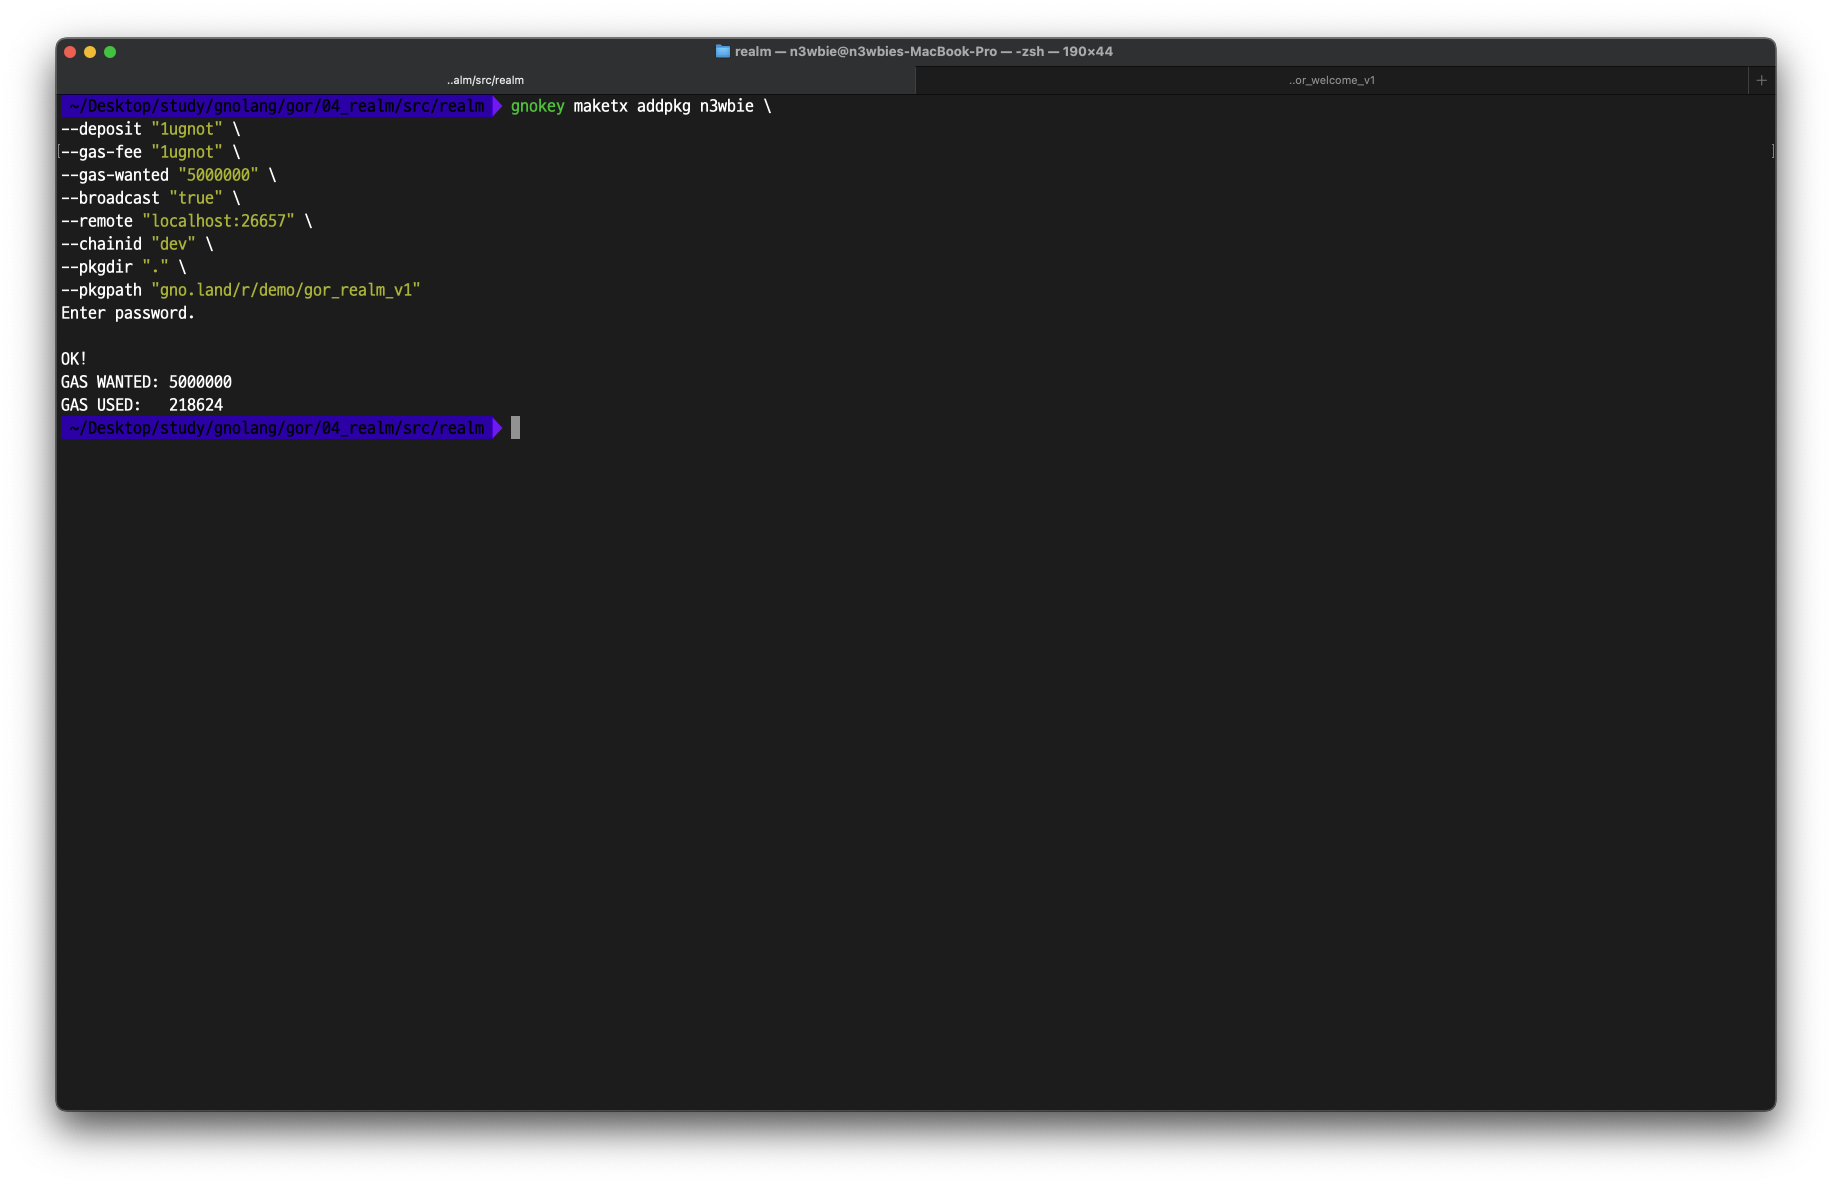 realm — n3wbie@n3wbies-MacBook-Pro — -zsh — 190×44
..alm/src/realm
..or_welcome_v1
~/Desktop/study/gnolang/gor/04_realm/src/realm gnokey maketx addpkg n3wbie \
--deposit "1ugnot" \
--gas-fee "1ugnot" \
--gas-wanted "5000000" \
--broadcast "true" \
--remote "localhost:26657" \
--chainid "dev" \
--pkgdir "." \
--pkgpath "gno.land/r/demo/gor_realm_v1"
Enter password.
OK!
GAS WANTED: 5000000
GAS USED:   218624
~/Desktop/study/gnolang/gor/04_realm/src/realm